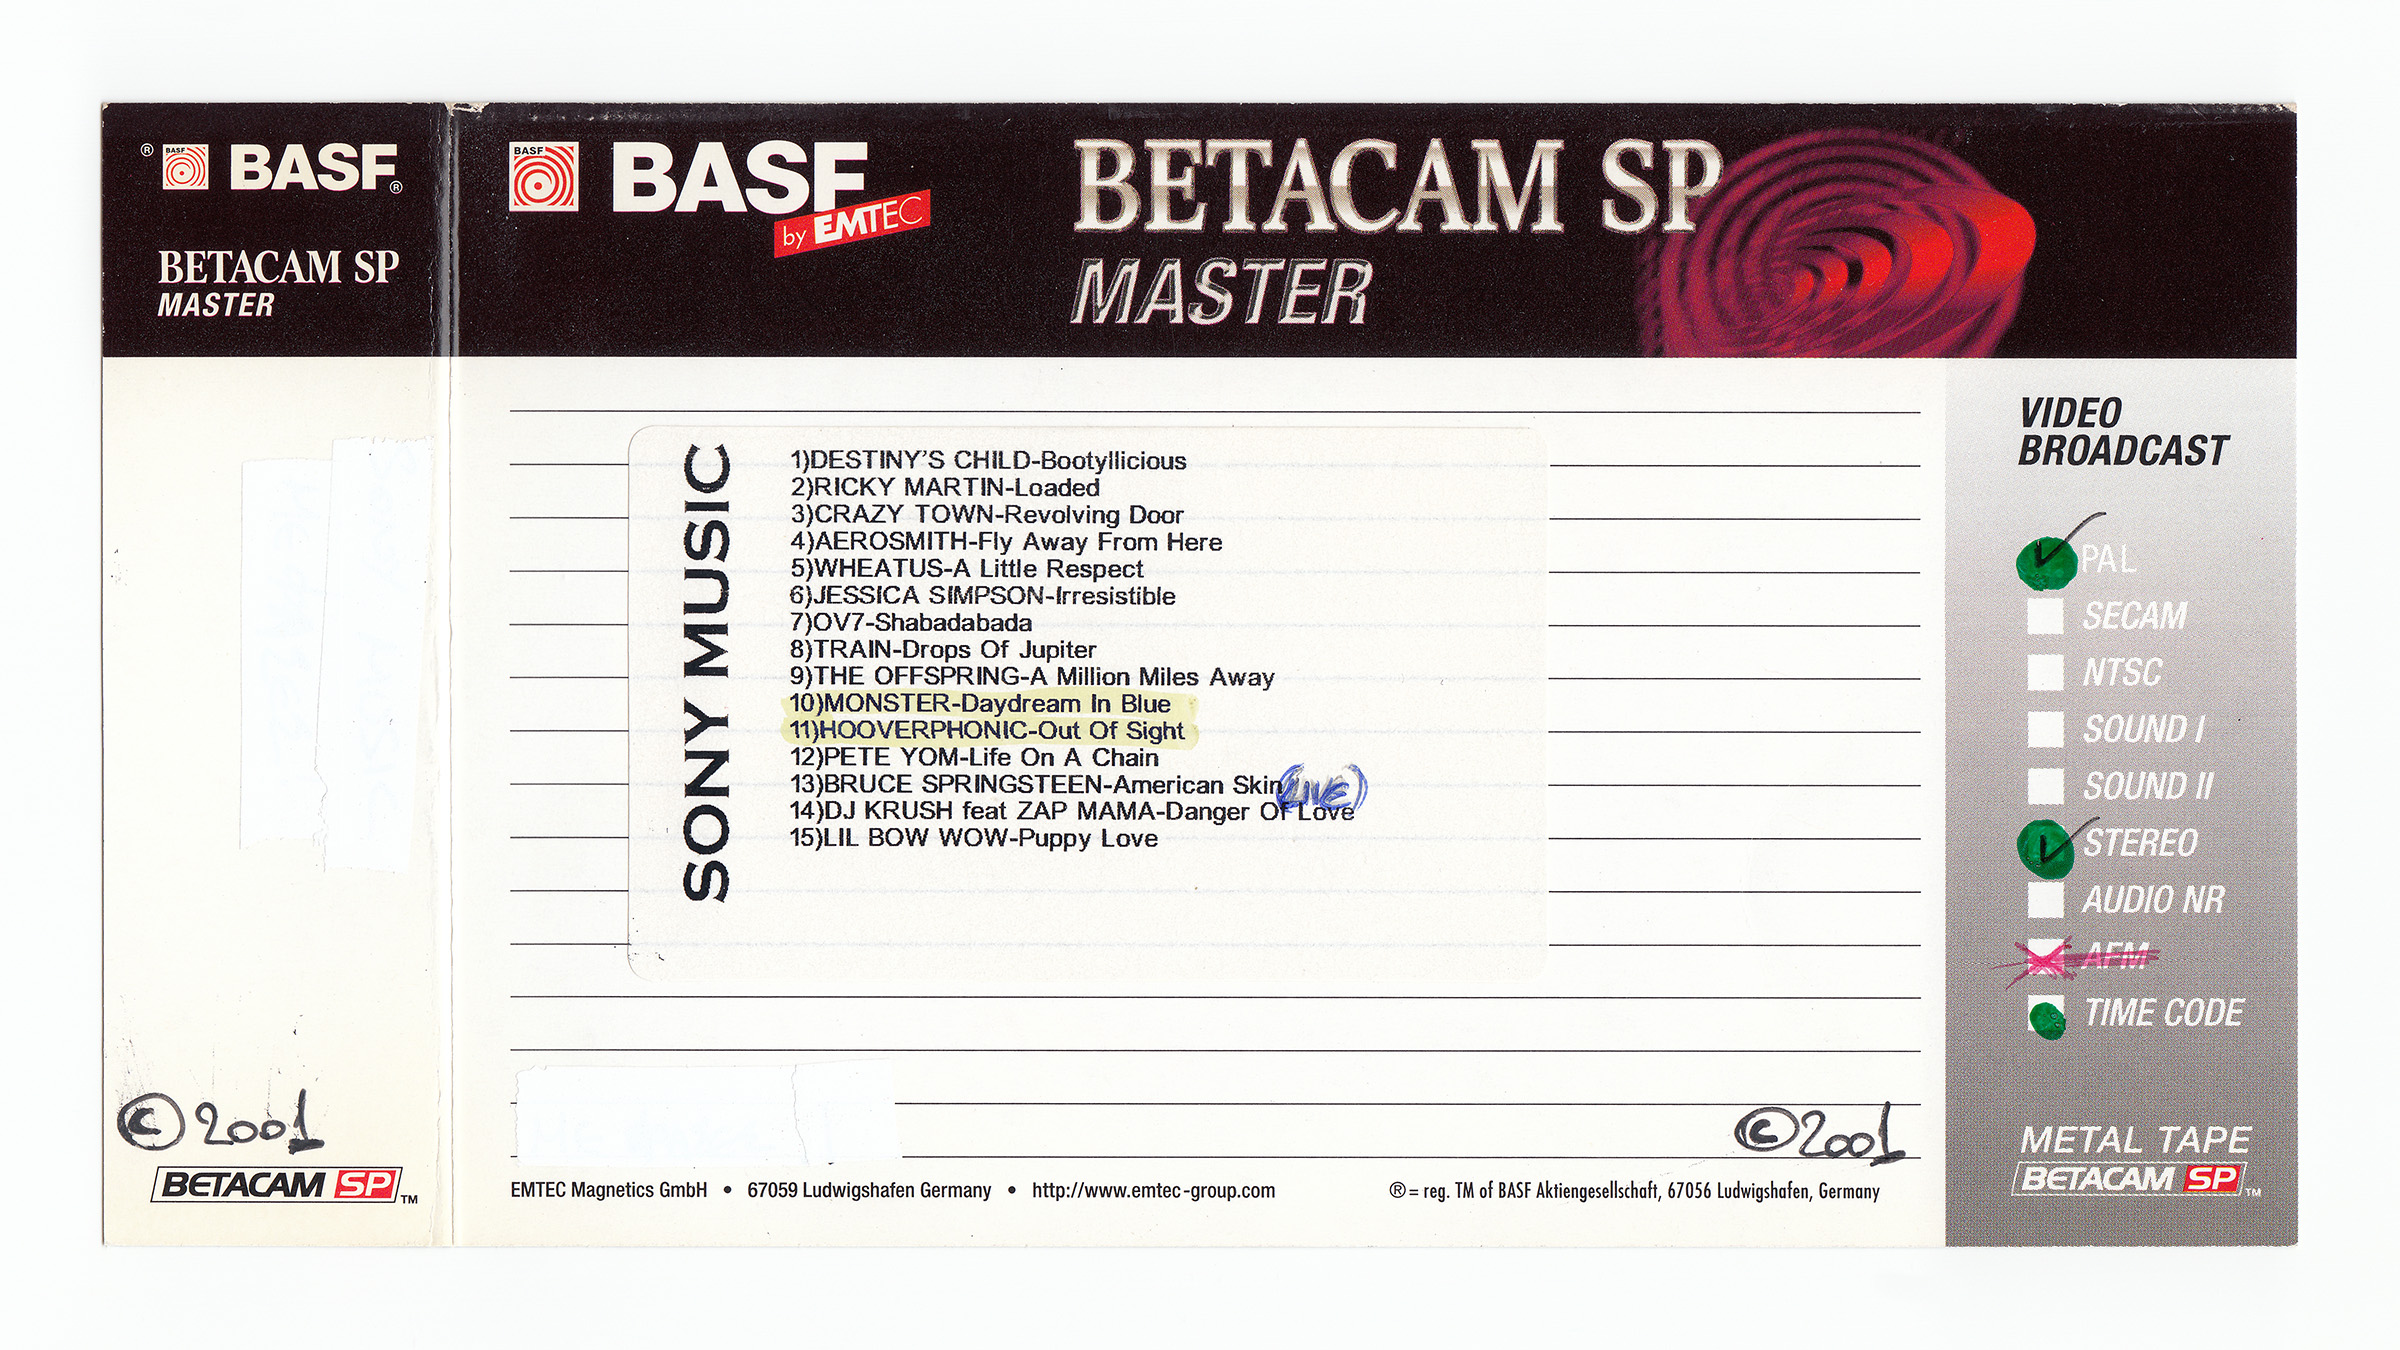 ® BASF BASF®
BETACAM SP
MASTER
© 2001
BETACAM SP TM
BASF BASF
by EMTEC
BETACAM SP
MASTER
SONY MUSIC
1)DESTINY'S CHILD-Bootyllicious
2)RICKY MARTIN-Loaded
3)CRAZY TOWN-Revolving Door
4)AEROSMITH-Fly Away From Here
5)WHEATUS-A Little Respect
6)JESSICA SIMPSON-Irresistible
7)OV7-Shabadabada
8)TRAIN-Drops Of Jupiter
9)THE OFFSPRING-A Million Miles Away
10)MONSTER-Daydream In Blue
11)HOOVERPHONIC-Out Of Sight
12)PETE YOM-Life On A Chain
13)BRUCE SPRINGSTEEN-American Skin (LIVE)
14)DJ KRUSH feat ZAP MAMA-Danger Of Love
15)LIL BOW WOW-Puppy Love
© 2001
EMTEC Magnetics GmbH • 67059 Ludwigshafen Germany • http://www.emtec-group.com
® = reg. TM of BASF Aktiengesellschaft, 67056 Ludwigshafen, Germany
VIDEO
BROADCAST
PAL
SECAM
NTSC
SOUND I
SOUND II
STEREO
AUDIO NR
AFM
TIME CODE
METAL TAPE
BETACAM SP TM